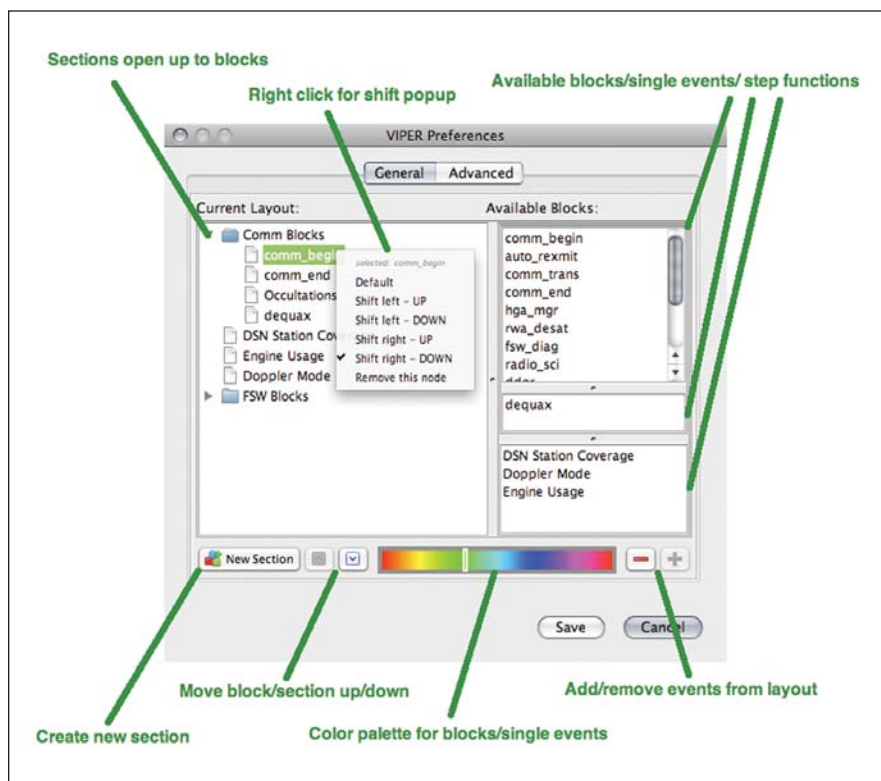 Sections open up to blocks
Right click for shift popup
Available blocks/single events/ step functions
VIPER Preferences
General
Advanced
Current Layout:
Available Blocks:
Comm Blocks
comm_begin
comm_end
Occultations
dequax
DSN Station Cov
Engine Usage
Doppler Mode
FSW Blocks
selected: comm_begin
Default
Shift left - UP
Shift left - DOWN
Shift right - UP
Shift right - DOWN
Remove this node
comm_begin
auto_rexmit
comm_trans
comm_end
hga_mgr
rwa_desat
fsw_diag
radio_sci
dequax
DSN Station Coverage
Doppler Mode
Engine Usage
New Section
Save
Cancel
Move block/section up/down
Add/remove events from layout
Create new section
Color palette for blocks/single events